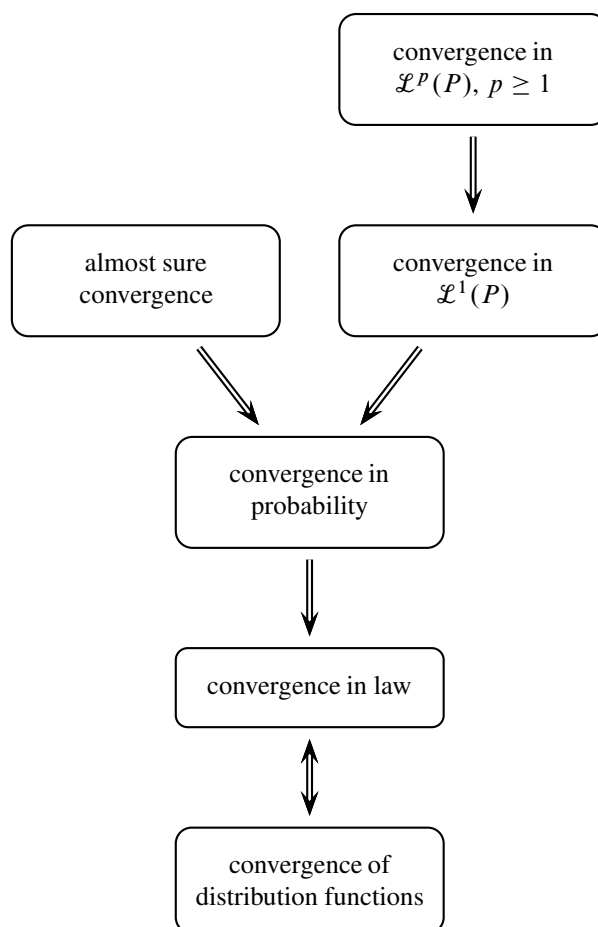 convergence in
ℒ^p(P), p ≥ 1
almost sure
convergence
convergence in
ℒ^1(P)
convergence in
probability
convergence in law
convergence of
distribution functions